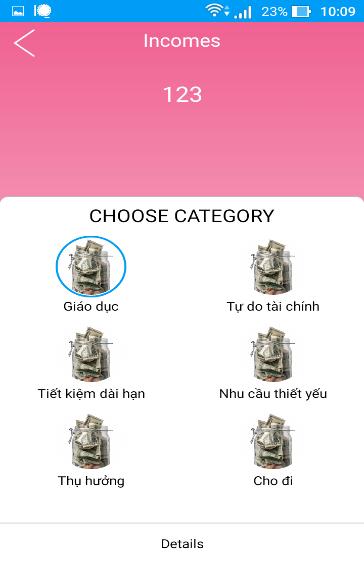 23% 10:09
Incomes
123
CHOOSE CATEGORY
Giáo dục Tự do tài chính
Tiết kiệm dài hạn Nhu cầu thiết yếu
Thụ hưởng Cho đi
Details